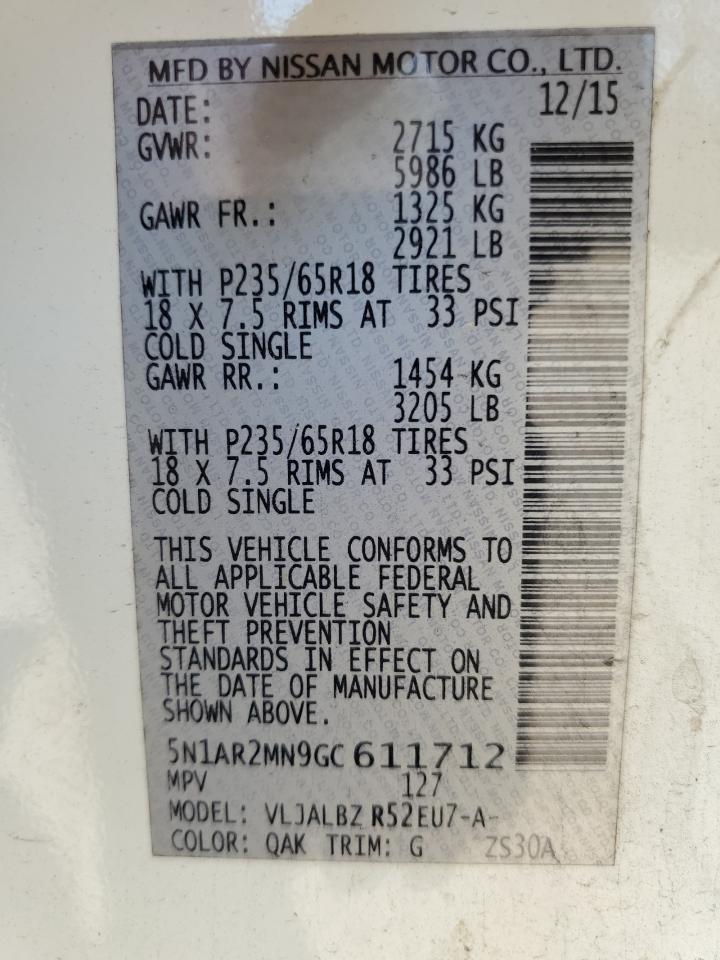 MFD BY NISSAN MOTOR CO., LTD.
DATE: 12/15
GVWR: 2715 KG
5986 LB
GAWR FR.: 1325 KG
2921 LB
WITH P235/65R18 TIRES
18 X 7.5 RIMS AT 33 PSI
COLD SINGLE
GAWR RR.: 1454 KG
3205 LB
WITH P235/65R18 TIRES
18 X 7.5 RIMS AT 33 PSI
COLD SINGLE
THIS VEHICLE CONFORMS TO
ALL APPLICABLE FEDERAL
MOTOR VEHICLE SAFETY AND
THEFT PREVENTION
STANDARDS IN EFFECT ON
THE DATE OF MANUFACTURE
SHOWN ABOVE.
5N1AR2MN9GC 611712
MPV 127
MODEL: VLJALBZ R52EU7-A-
COLOR: QAK TRIM: G ZS30A